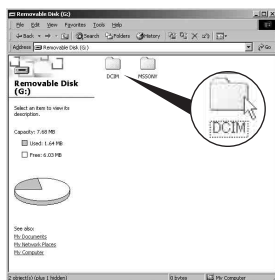 Removable Disk (G:)
File Edit View Favorites Tools Help
Back Search Folders History
Address Removable Disk (G:) Go
Removable Disk
(G:)
Select an item to view its
description.
Capacity: 7.68 MB
Used: 1.64 MB
Free: 6.03 MB
See also:
My Documents
My Network Places
My Computer
DCIM MSSONY
DCIM
2 object(s) (plus 1 hidden) 0 bytes My Computer